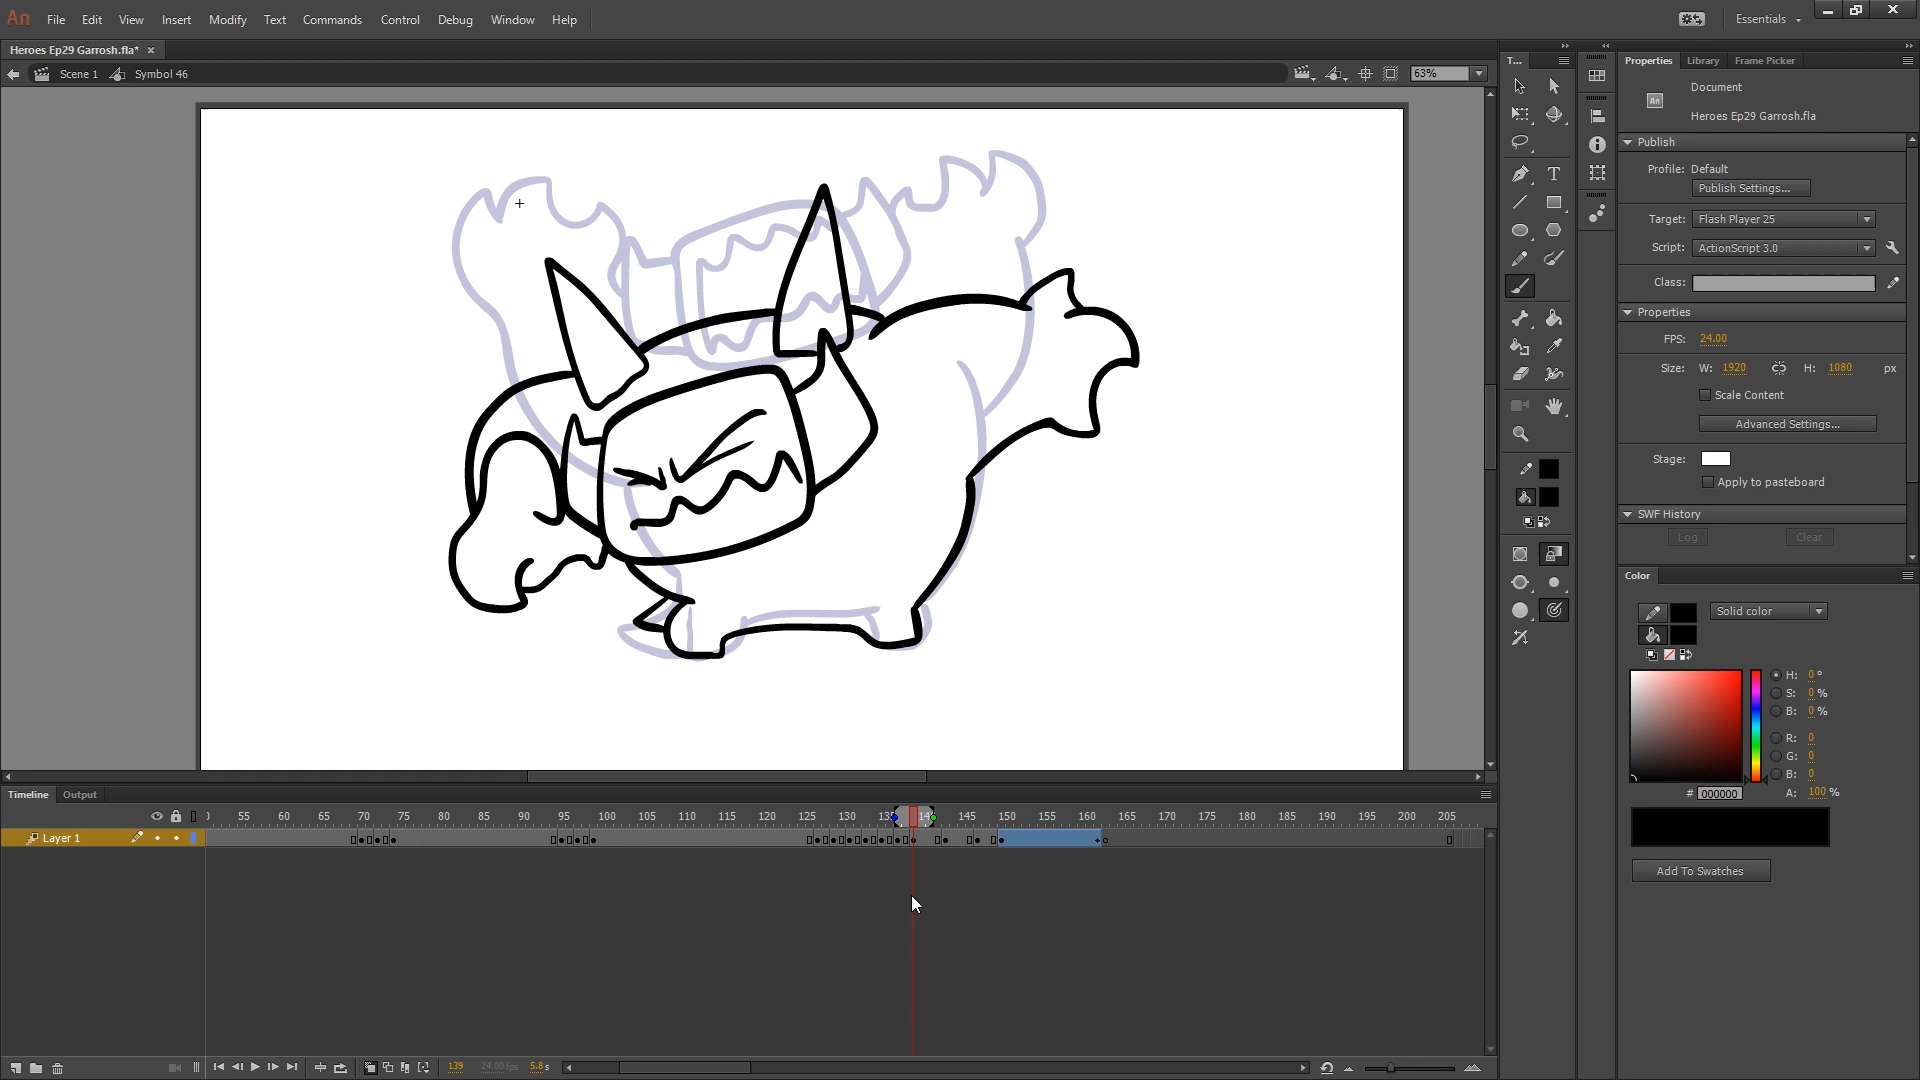 An File Edit View Insert Modify Text Commands Control Debug Window Help Essentials
Heroes Ep29 Garrosh.fla* ×
Scene 1 Symbol 46 63%
T...
Properties Library Frame Picker
Document
An
Heroes Ep29 Garrosh.fla
Publish
Profile: Default
Publish Settings...
Target: Flash Player 25
Script: ActionScript 3.0
Class:
Properties
FPS: 24.00
Size: W: 1920 H: 1080 px
Scale Content
Advanced Settings...
Stage:
Apply to pasteboard
SWF History
Log Clear
Color
Solid color
H: 0 °
S: 0 %
B: 0 %
R: 0
G: 0
B: 0
# 000000 A: 100 %
Add To Swatches
Timeline Output
55 60 65 70 75 80 85 90 95 100 105 110 115 120 125 130 135 145 150 155 160 165 170 175 180 185 190 195 200 205
Layer 1
139 24.00 fps 5.8 s